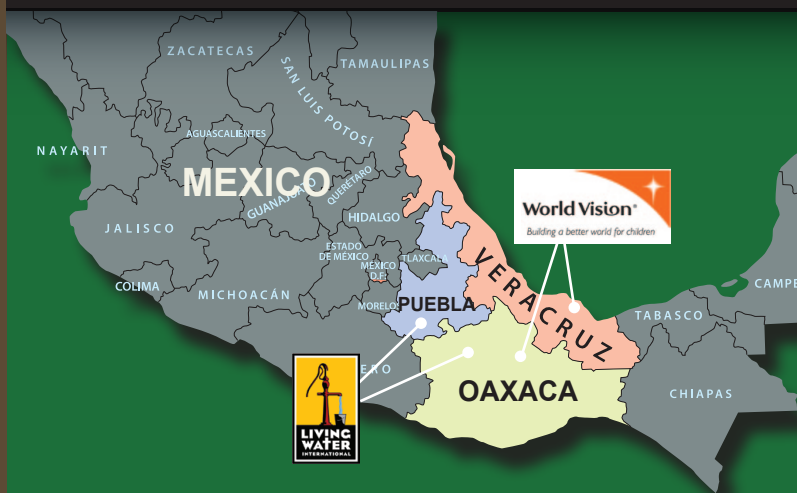 ZACATECAS
TAMAULIPAS
SAN LUIS POTOSÍ
AGUASCALIENTES
NAYARIT
MEXICO
GUANAJUATO
QUERÉTARO
HIDALGO
JALISCO
World Vision®
Building a better world for children
ESTADO
DE MÉXICO
MÉXICO
D.F.
TLAXCALA
VERACRUZ
CAMPE
COLIMA
MICHOACÁN
MORELOS
PUEBLA
TABASCO
ERO
OAXACA
CHIAPAS
LIVING
WATER
INTERNATIONAL